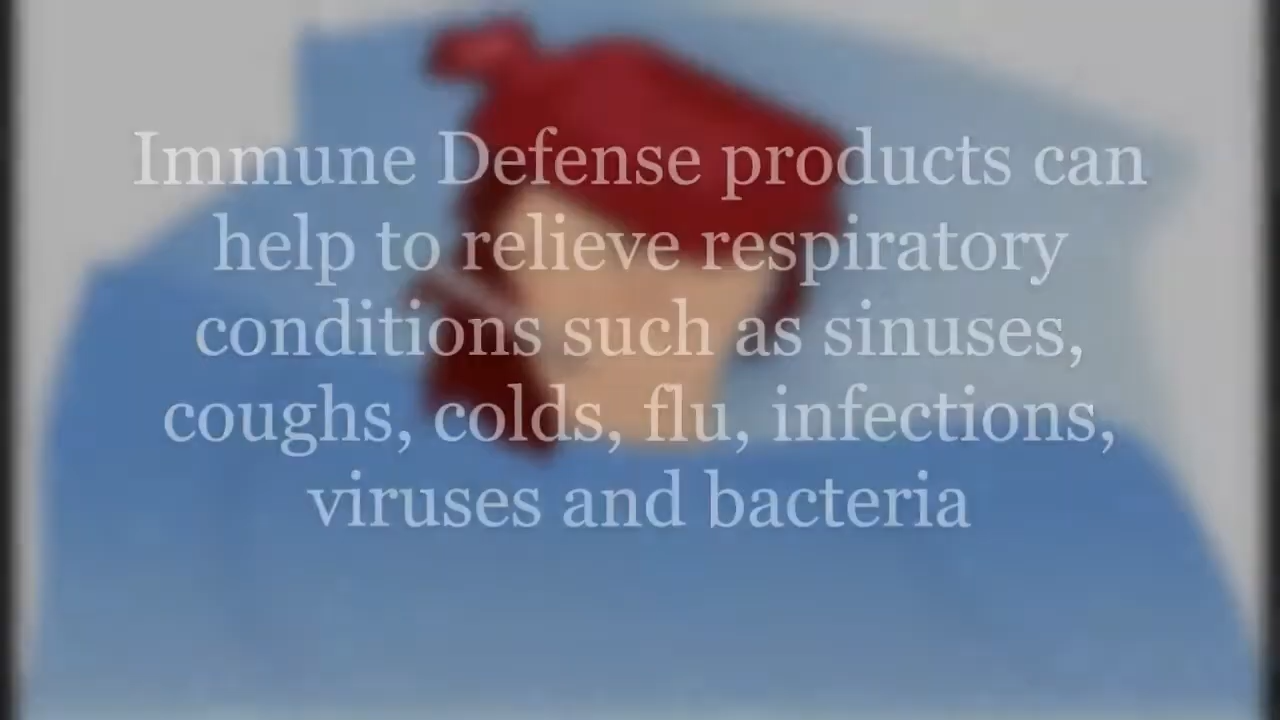 Immune Defense products can
help to relieve respiratory
conditions such as sinuses,
coughs, colds, flu, infections,
viruses and bacteria